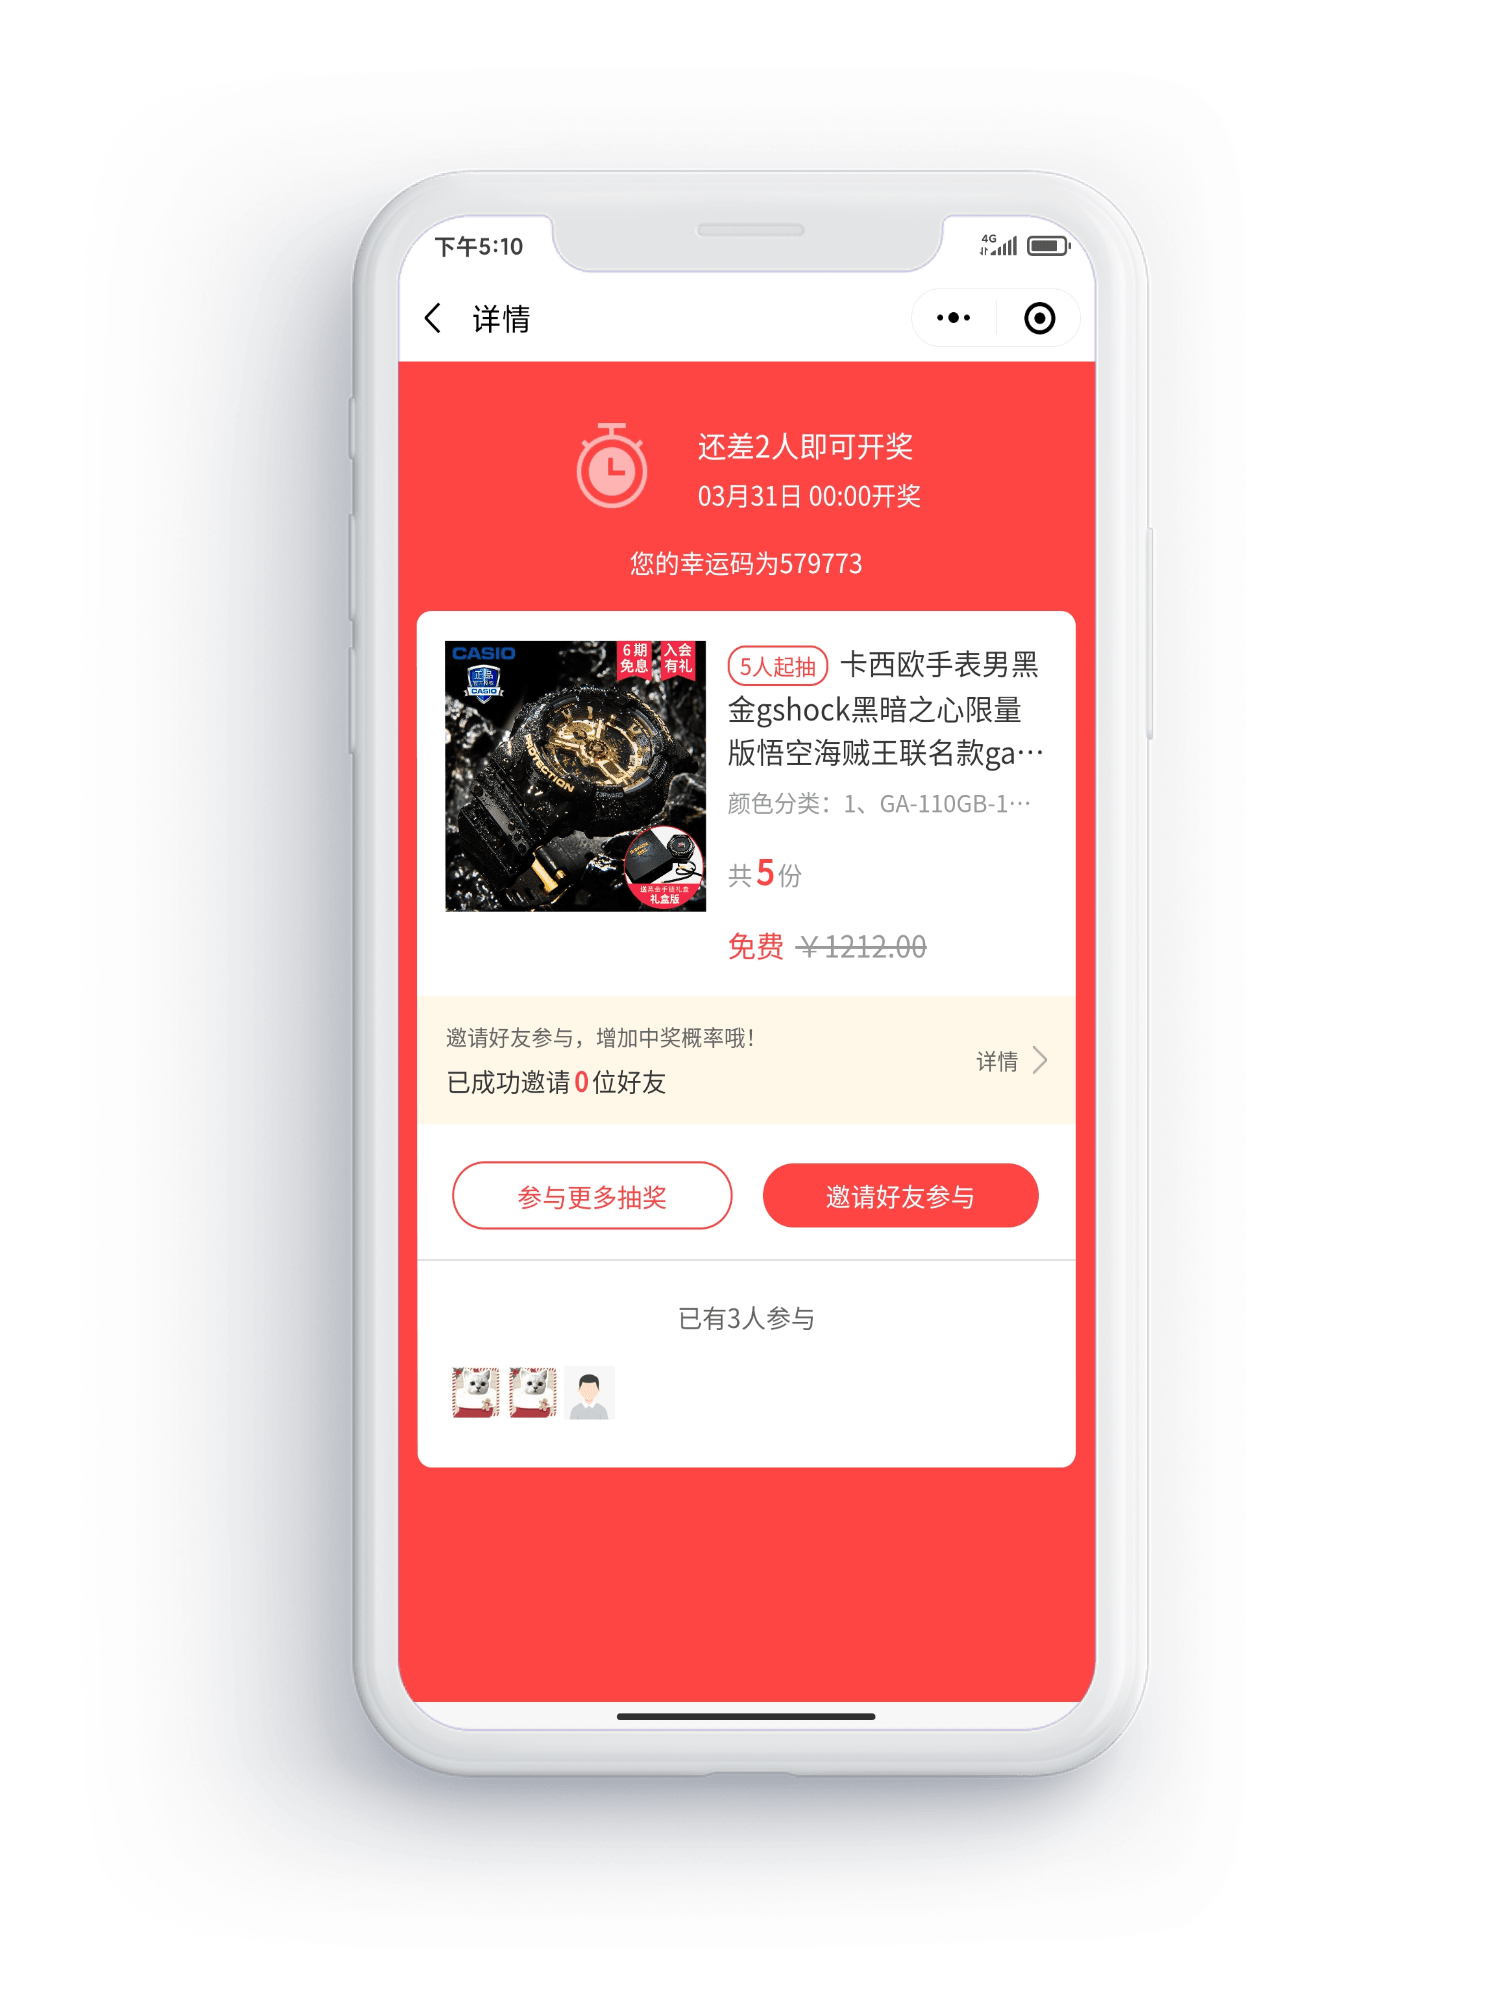 下午5:10
4G
详情
还差2人即可开奖
03月31日 00:00开奖
您的幸运码为579773
CASIO
6期
免息
入会
有礼
正品
CASIO
PROTECTION
礼盒版
5人起抽 卡西欧手表男黑
金gshock黑暗之心限量
版悟空海贼王联名款ga…
颜色分类：1、GA-110GB-1…
共5份
免费 ￥1212.00
邀请好友参与，增加中奖概率哦！
已成功邀请0位好友
详情
参与更多抽奖
邀请好友参与
已有3人参与